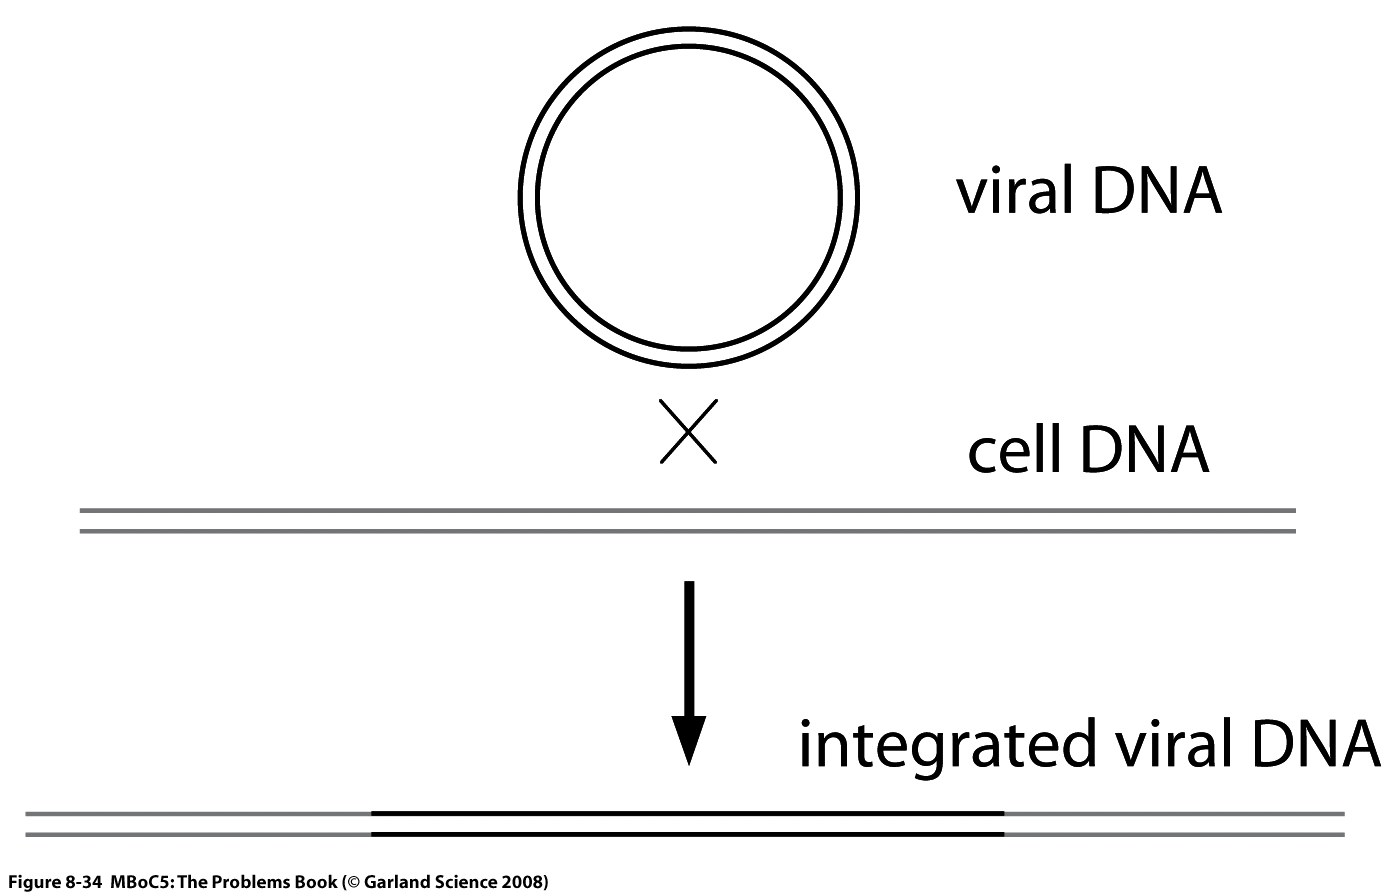 viral DNA
cell DNA
integrated viral DNA
Figure 8-34 MBoC5: The Problems Book (© Garland Science 2008)